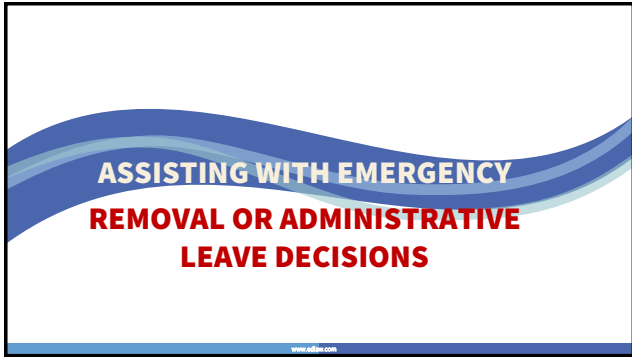 ASSISTING WITH EMERGENCY
REMOVAL OR ADMINISTRATIVE
LEAVE DECISIONS
www.edlaw.com